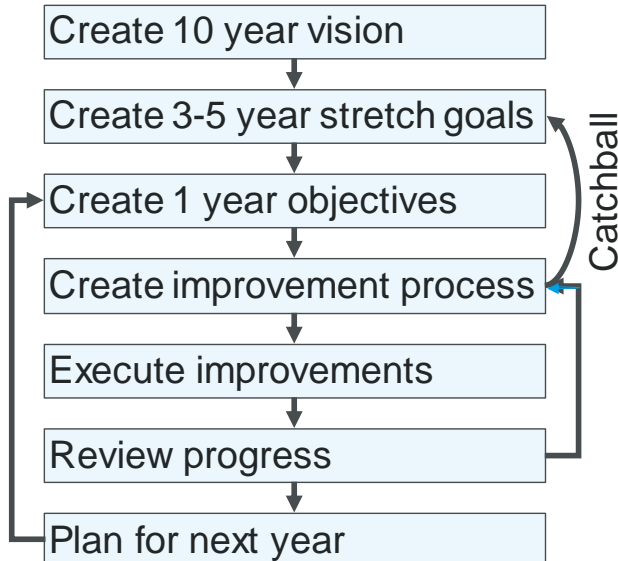 Create 10 year vision
Create 3-5 year stretch goals
Create 1 year objectives
Create improvement process
Execute improvements
Review progress
Plan for next year
Catchball